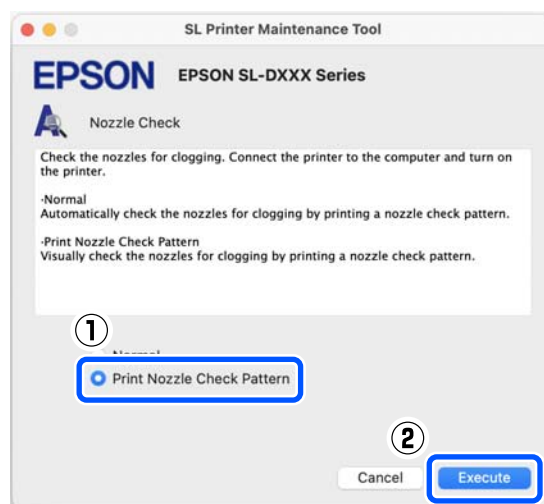 SL Printer Maintenance Tool
EPSON EPSON SL-DXXX Series
Nozzle Check
Check the nozzles for clogging. Connect the printer to the computer and turn on
the printer.
-Normal
Automatically check the nozzles for clogging by printing a nozzle check pattern.
-Print Nozzle Check Pattern
Visually check the nozzles for clogging by printing a nozzle check pattern.
①
Normal
Print Nozzle Check Pattern
②
Cancel Execute